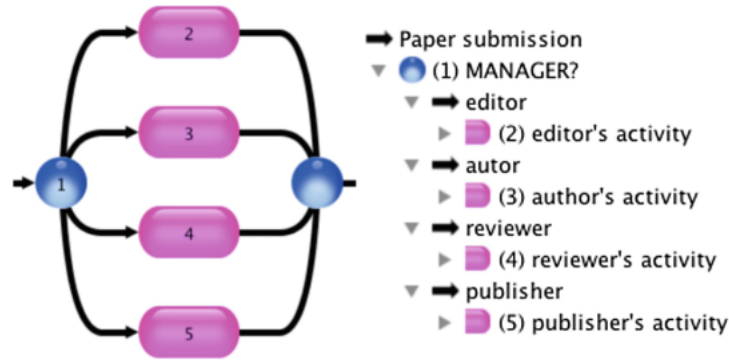 2
3
1
4
5
Paper submission
(1) MANAGER?
editor
(2) editor's activity
autor
(3) author's activity
reviewer
(4) reviewer's activity
publisher
(5) publisher's activity